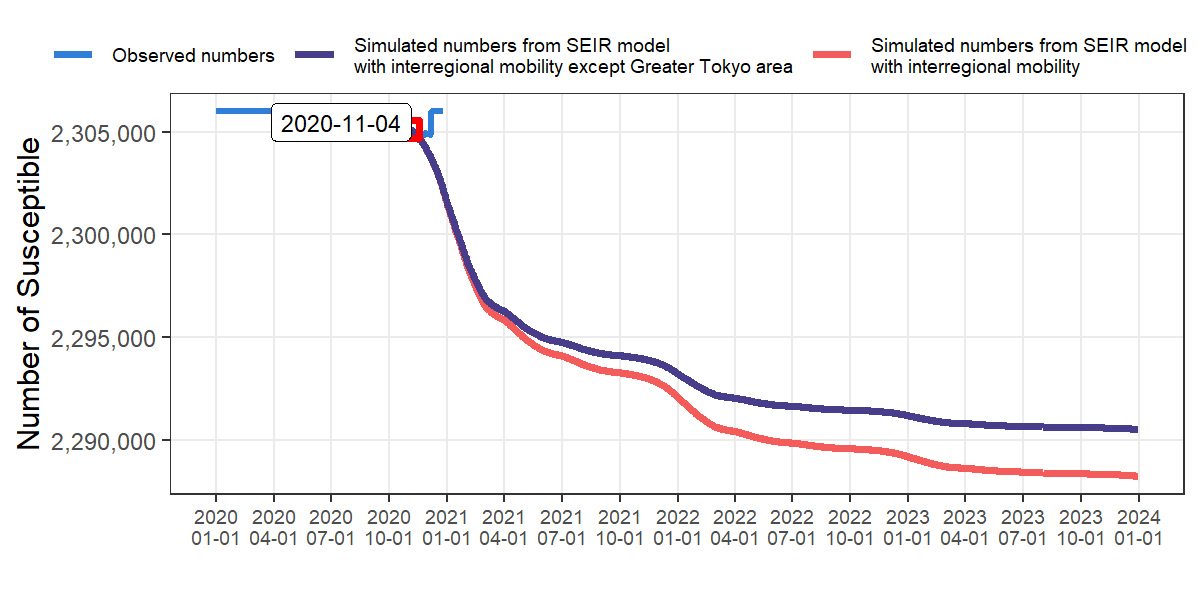 Observed numbers
Simulated numbers from SEIR model
with interregional mobility except Greater Tokyo area
Simulated numbers from SEIR model
with interregional mobility
Number of Susceptible
2,305,000
2,300,000
2,295,000
2,290,000
2020-11-04
2020 2020 2020 2020 2021 2021 2021 2021 2022 2022 2022 2022 2023 2023 2023 2023 2024
01-01 04-01 07-01 10-01 01-01 04-01 07-01 10-01 01-01 04-01 07-01 10-01 01-01 04-01 07-01 10-01 01-01